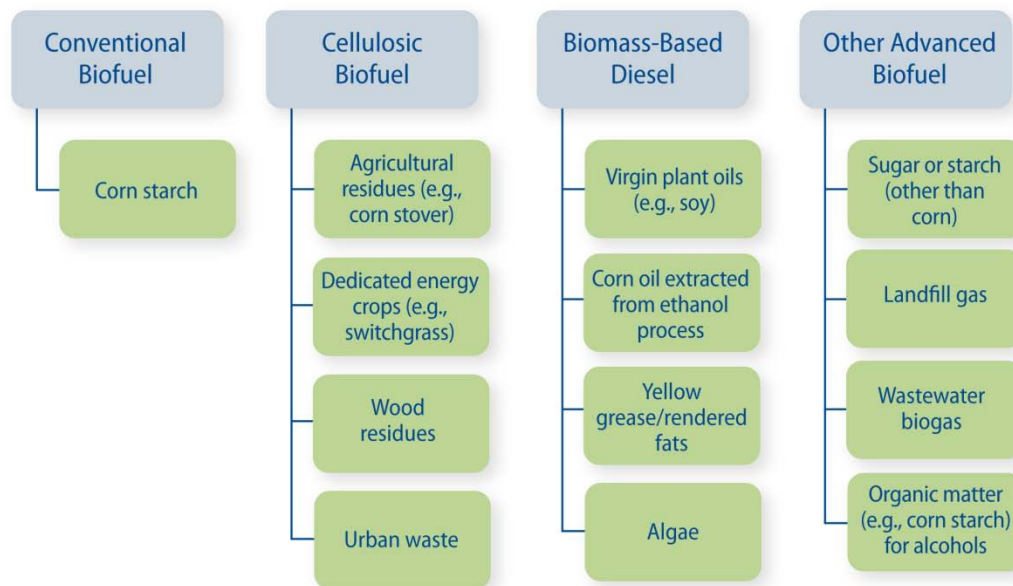 Conventional
Biofuel
Corn starch
Cellulosic
Biofuel
Agricultural
residues (e.g.,
corn stover)
Dedicated energy
crops (e.g.,
switchgrass)
Wood
residues
Urban waste
Biomass-Based
Diesel
Virgin plant oils
(e.g., soy)
Corn oil extracted
from ethanol
process
Yellow
grease/rendered
fats
Algae
Other Advanced
Biofuel
Sugar or starch
(other than
corn)
Landfill gas
Wastewater
biogas
Organic matter
(e.g., corn starch)
for alcohols